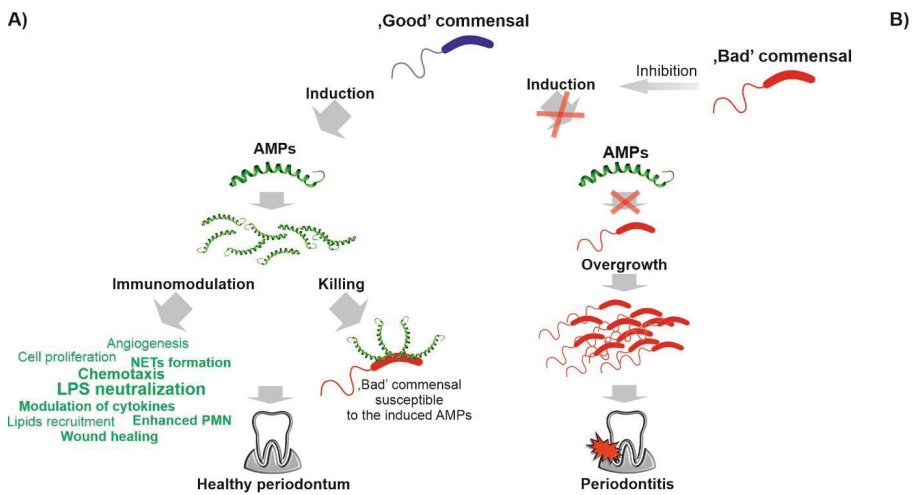 A)
‚Good’ commensal
Induction
AMPs
Immunomodulation
Killing
Angiogenesis
Cell proliferation
NETs formation
Chemotaxis
LPS neutralization
Modulation of cytokines
Lipids recruitment
Enhanced PMN
Wound healing
‚Bad’ commensal
susceptible
to the induced AMPs
Healthy periodontum
B)
‚Bad’ commensal
Inhibition
Induction
AMPs
Overgrowth
Periodontitis